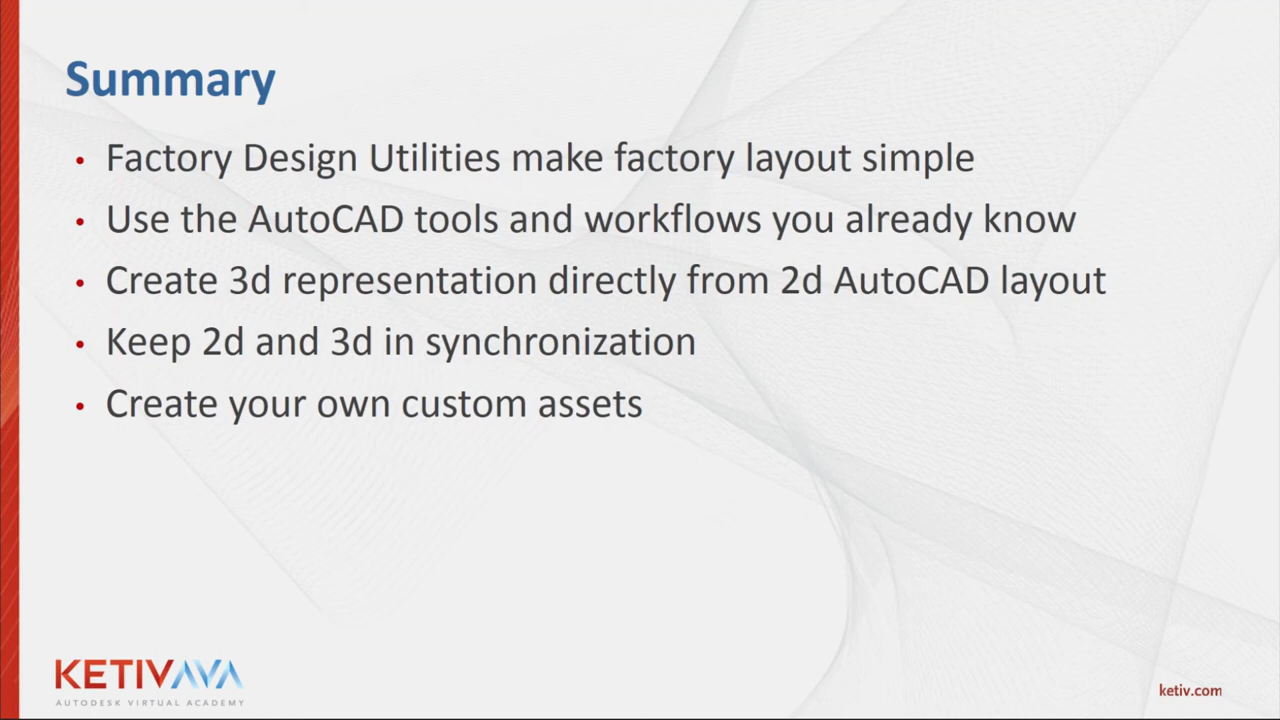 Summary
• Factory Design Utilities make factory layout simple
• Use the AutoCAD tools and workflows you already know
• Create 3d representation directly from 2d AutoCAD layout
• Keep 2d and 3d in synchronization
• Create your own custom assets
KETIVAVA
AUTODESK VIRTUAL ACADEMY
ketiv.com